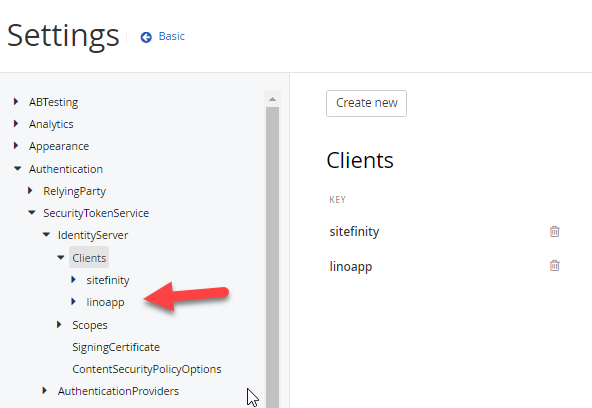 Settings Basic
ABTesting
Analytics
Appearance
Authentication
RelyingParty
SecurityTokenService
IdentityServer
Clients
sitefinity
linoapp
Scopes
SigningCertificate
ContentSecurityPolicyOptions
AuthenticationProviders
Create new
Clients
KEY
sitefinity
linoapp